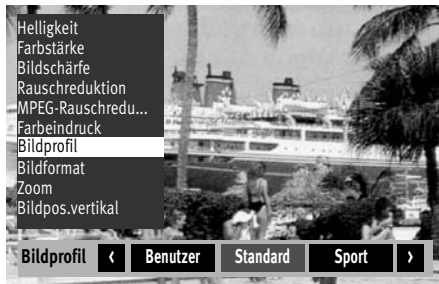 Helligkeit
Farbstärke
Bildschärfe
Rauschreduktion
MPEG-Rauschredu...
Farbeindruck
Bildprofil
Bildformat
Zoom
Bildpos.vertikal
Bildprofil ‹ Benutzer Standard Sport ›